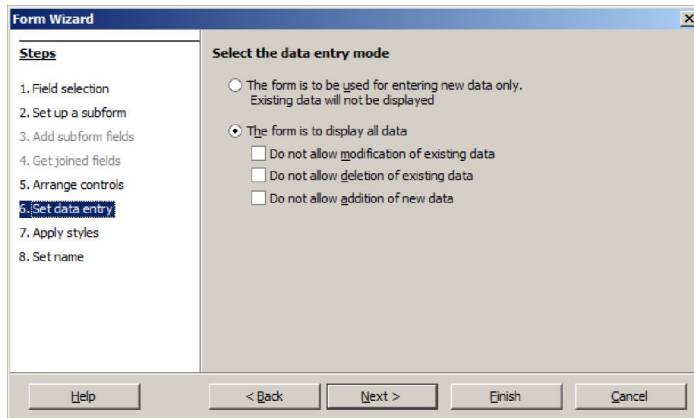 Form Wizard
Steps
1. Field selection
2. Set up a subform
3. Add subform fields
4. Get joined fields
5. Arrange controls
6. Set data entry
7. Apply styles
8. Set name
Select the data entry mode
The form is to be used for entering new data only.
Existing data will not be displayed
The form is to display all data
Do not allow modification of existing data
Do not allow deletion of existing data
Do not allow addition of new data
Help
< Back
Next >
Finish
Cancel